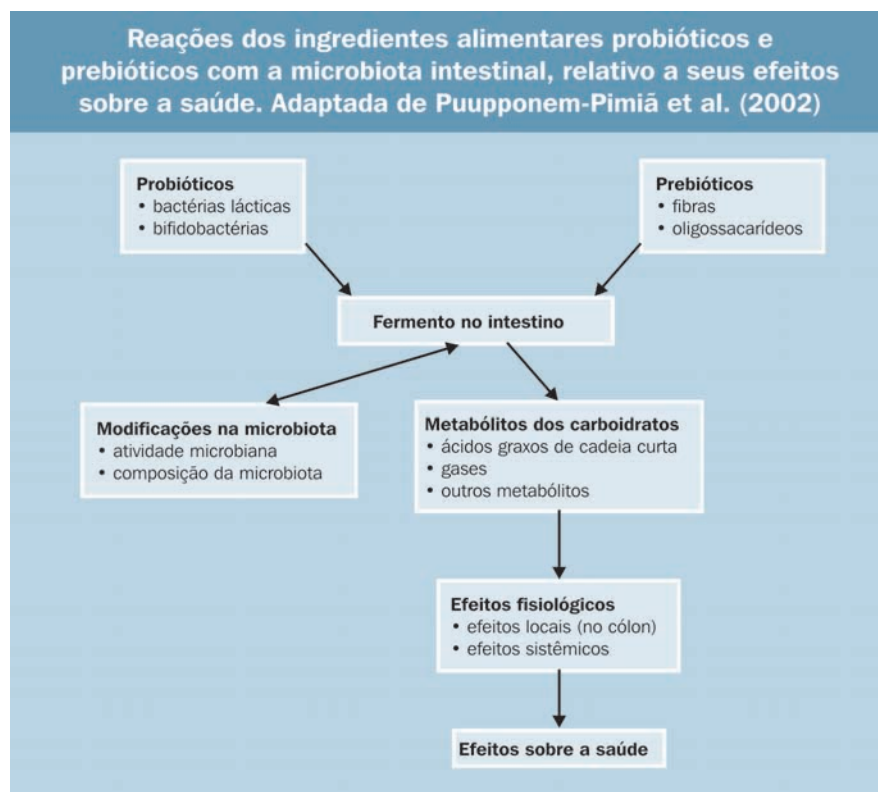 Reações dos ingredientes alimentares probióticos e
prebióticos com a microbiota intestinal, relativo a seus efeitos
sobre a saúde. Adaptada de Puupponem-Pimiã et al. (2002)
Probióticos
• bactérias lácticas
• bifidobactérias
Prebióticos
• fibras
• oligossacarídeos
Fermento no intestino
Modificações na microbiota
• atividade microbiana
• composição da microbiota
Metabólitos dos carboidratos
• ácidos graxos de cadeia curta
• gases
• outros metabólitos
Efeitos fisiológicos
• efeitos locais (no cólon)
• efeitos sistêmicos
Efeitos sobre a saúde